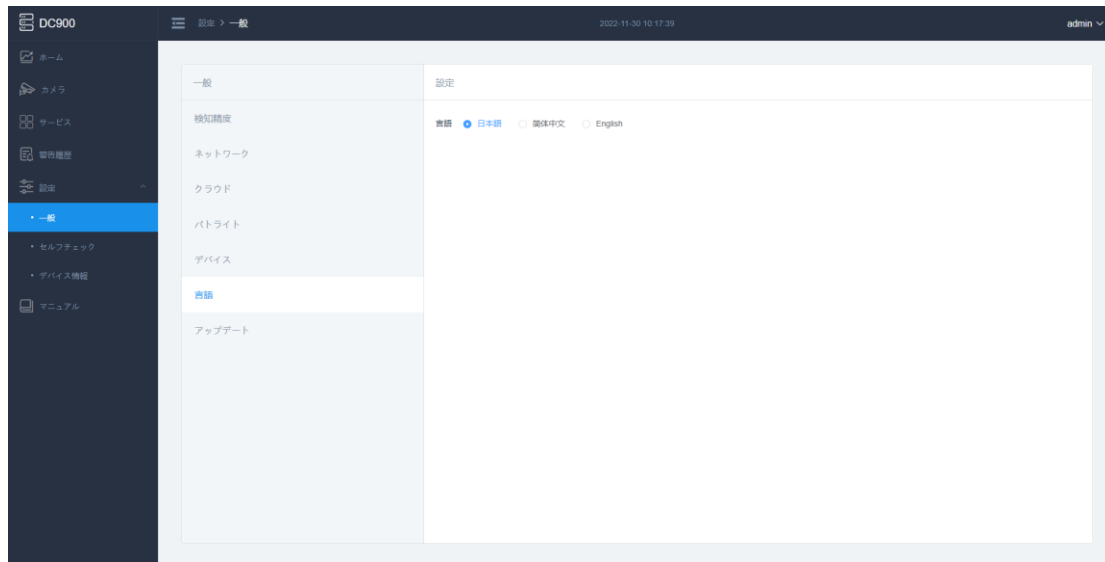 DC900
設定 > 一般
2022-11-30 10:17:39
admin
ホーム
カメラ
サービス
警告履歴
設定
・一般
・セルフチェック
・デバイス情報
マニュアル
一般
検知精度
ネットワーク
クラウド
パトライト
デバイス
言語
アップデート
設定
言語 日本語 简体中文 English